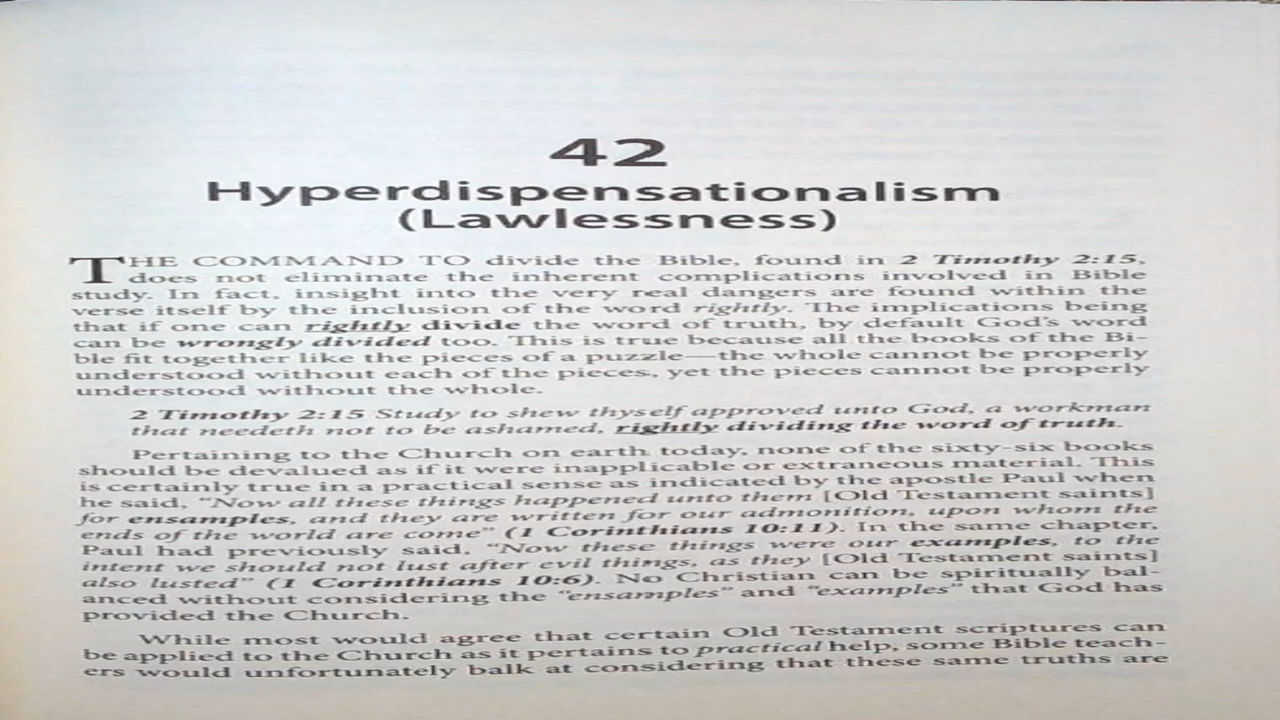 42
Hyperdispensationalism
(Lawlessness)
THE COMMAND TO divide the Bible, found in 2 Timothy 2:15,
does not eliminate the inherent complications involved in Bible
study. In fact, insight into the very real dangers are found within the
verse itself by the inclusion of the word rightly. The implications being
that if one can rightly divide the word of truth, by default God's word
can be wrongly divided too. This is true because all the books of the Bi-
ble fit together like the pieces of a puzzle—the whole cannot be properly
understood without each of the pieces, yet the pieces cannot be properly
understood without the whole.
2 Timothy 2:15 Study to shew thyself approved unto God, a workman
that needeth not to be ashamed, rightly dividing the word of truth.
Pertaining to the Church on earth today, none of the sixty-six books
should be devalued as if it were inapplicable or extraneous material. This
is certainly true in a practical sense as indicated by the apostle Paul when
he said, “Now all these things happened unto them [Old Testament saints]
for ensamples, and they are written for our admonition, upon whom the
ends of the world are come” (1 Corinthians 10:11). In the same chapter,
Paul had previously said, “Now these things were our examples, to the
intent we should not lust after evil things, as they [Old Testament saints]
also lusted” (1 Corinthians 10:6). No Christian can be spiritually bal-
anced without considering the “ensamples” and “examples” that God has
provided the Church.
While most would agree that certain Old Testament scriptures can
be applied to the Church as it pertains to practical help, some Bible teach-
ers would unfortunately balk at considering that these same truths are